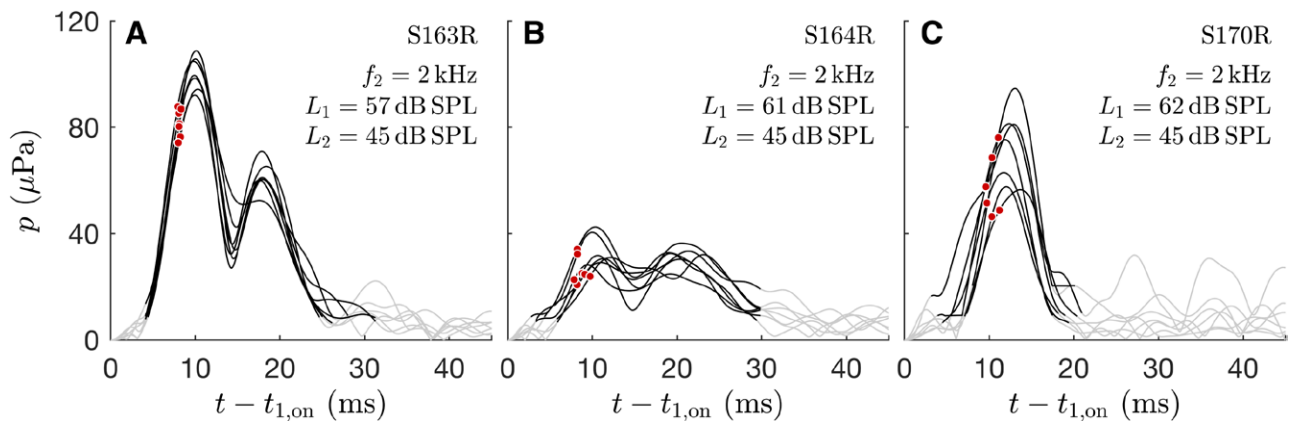 120
80
40
0
p (μPa)
A
S163R
f₂ = 2 kHz
L₁ = 57 dB SPL
L₂ = 45 dB SPL
0 10 20 30 40
t − t₁,on (ms)
B
S164R
f₂ = 2 kHz
L₁ = 61 dB SPL
L₂ = 45 dB SPL
0 10 20 30 40
t − t₁,on (ms)
C
S170R
f₂ = 2 kHz
L₁ = 62 dB SPL
L₂ = 45 dB SPL
0 10 20 30 40
t − t₁,on (ms)